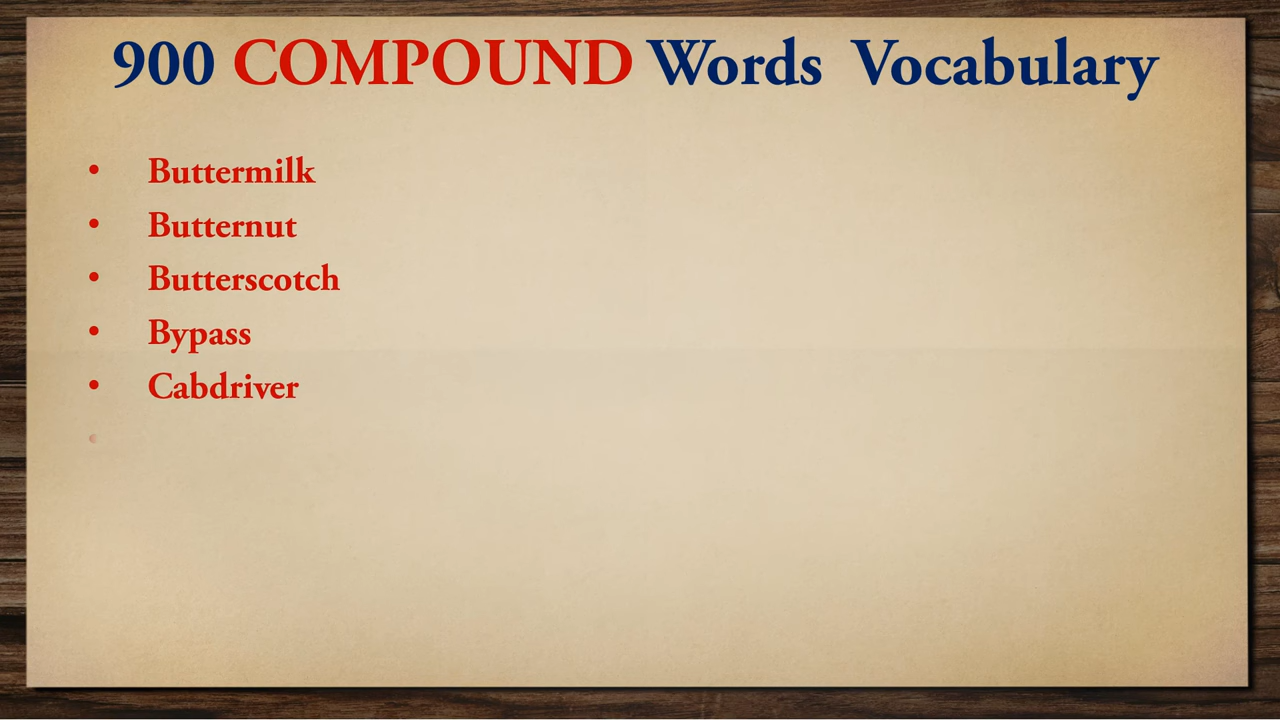 900 COMPOUND Words Vocabulary
• Buttermilk
• Butternut
• Butterscotch
• Bypass
• Cabdriver
•